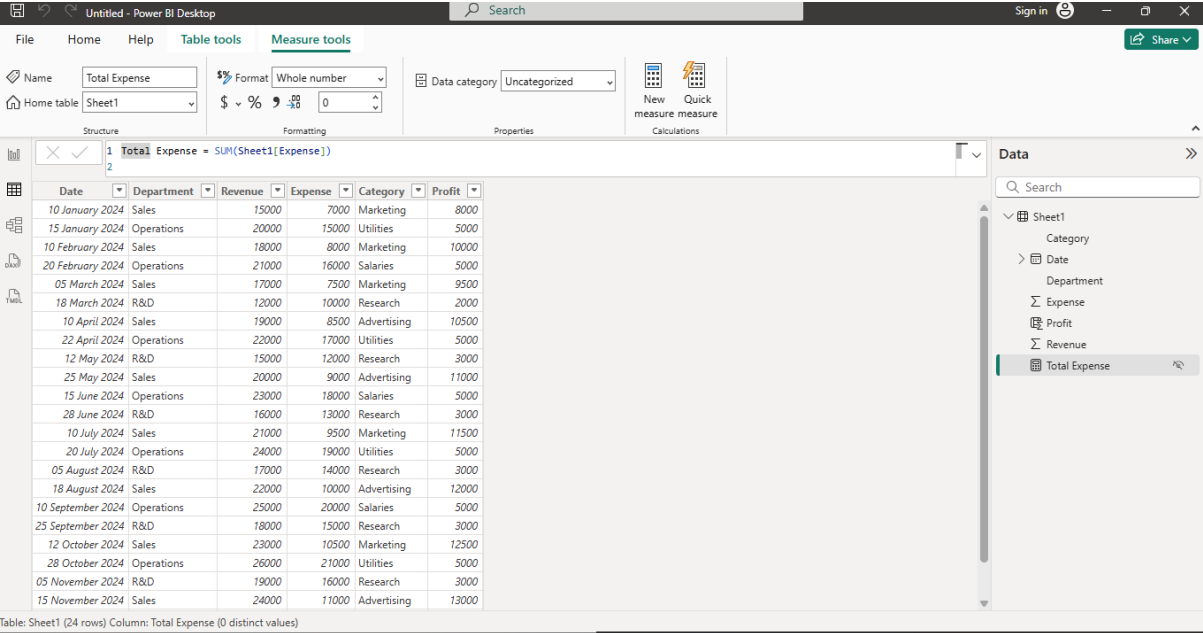 Untitled - Power BI Desktop
Search
Sign in
File Home Help Table tools Measure tools
Share
Name Total Expense
Home table Sheet1
Structure
$% Format Whole number
$ % 9 .00 0
Formatting
Data category Uncategorized
Properties
New measure
Quick measure
Calculations
1 Total Expense = SUM(Sheet1[Expense])
2
Date Department Revenue Expense Category Profit
10 January 2024 Sales 15000 7000 Marketing 8000
15 January 2024 Operations 20000 15000 Utilities 5000
10 February 2024 Sales 18000 8000 Marketing 10000
20 February 2024 Operations 21000 16000 Salaries 5000
05 March 2024 Sales 17000 7500 Marketing 9500
18 March 2024 R&D 12000 10000 Research 2000
10 April 2024 Sales 19000 8500 Advertising 10500
22 April 2024 Operations 22000 17000 Utilities 5000
12 May 2024 R&D 15000 12000 Research 3000
25 May 2024 Sales 20000 9000 Advertising 11000
15 June 2024 Operations 23000 18000 Salaries 5000
28 June 2024 R&D 16000 13000 Research 3000
10 July 2024 Sales 21000 9500 Marketing 11500
20 July 2024 Operations 24000 19000 Utilities 5000
05 August 2024 R&D 17000 14000 Research 3000
18 August 2024 Sales 22000 10000 Advertising 12000
10 September 2024 Operations 25000 20000 Salaries 5000
25 September 2024 R&D 18000 15000 Research 3000
12 October 2024 Sales 23000 10500 Marketing 12500
28 October 2024 Operations 26000 21000 Utilities 5000
05 November 2024 R&D 19000 16000 Research 3000
15 November 2024 Sales 24000 11000 Advertising 13000
Data
Search
Sheet1
Category
Date
Department
Expense
Profit
Revenue
Total Expense
DAX
TMDL
Table: Sheet1 (24 rows) Column: Total Expense (0 distinct values)